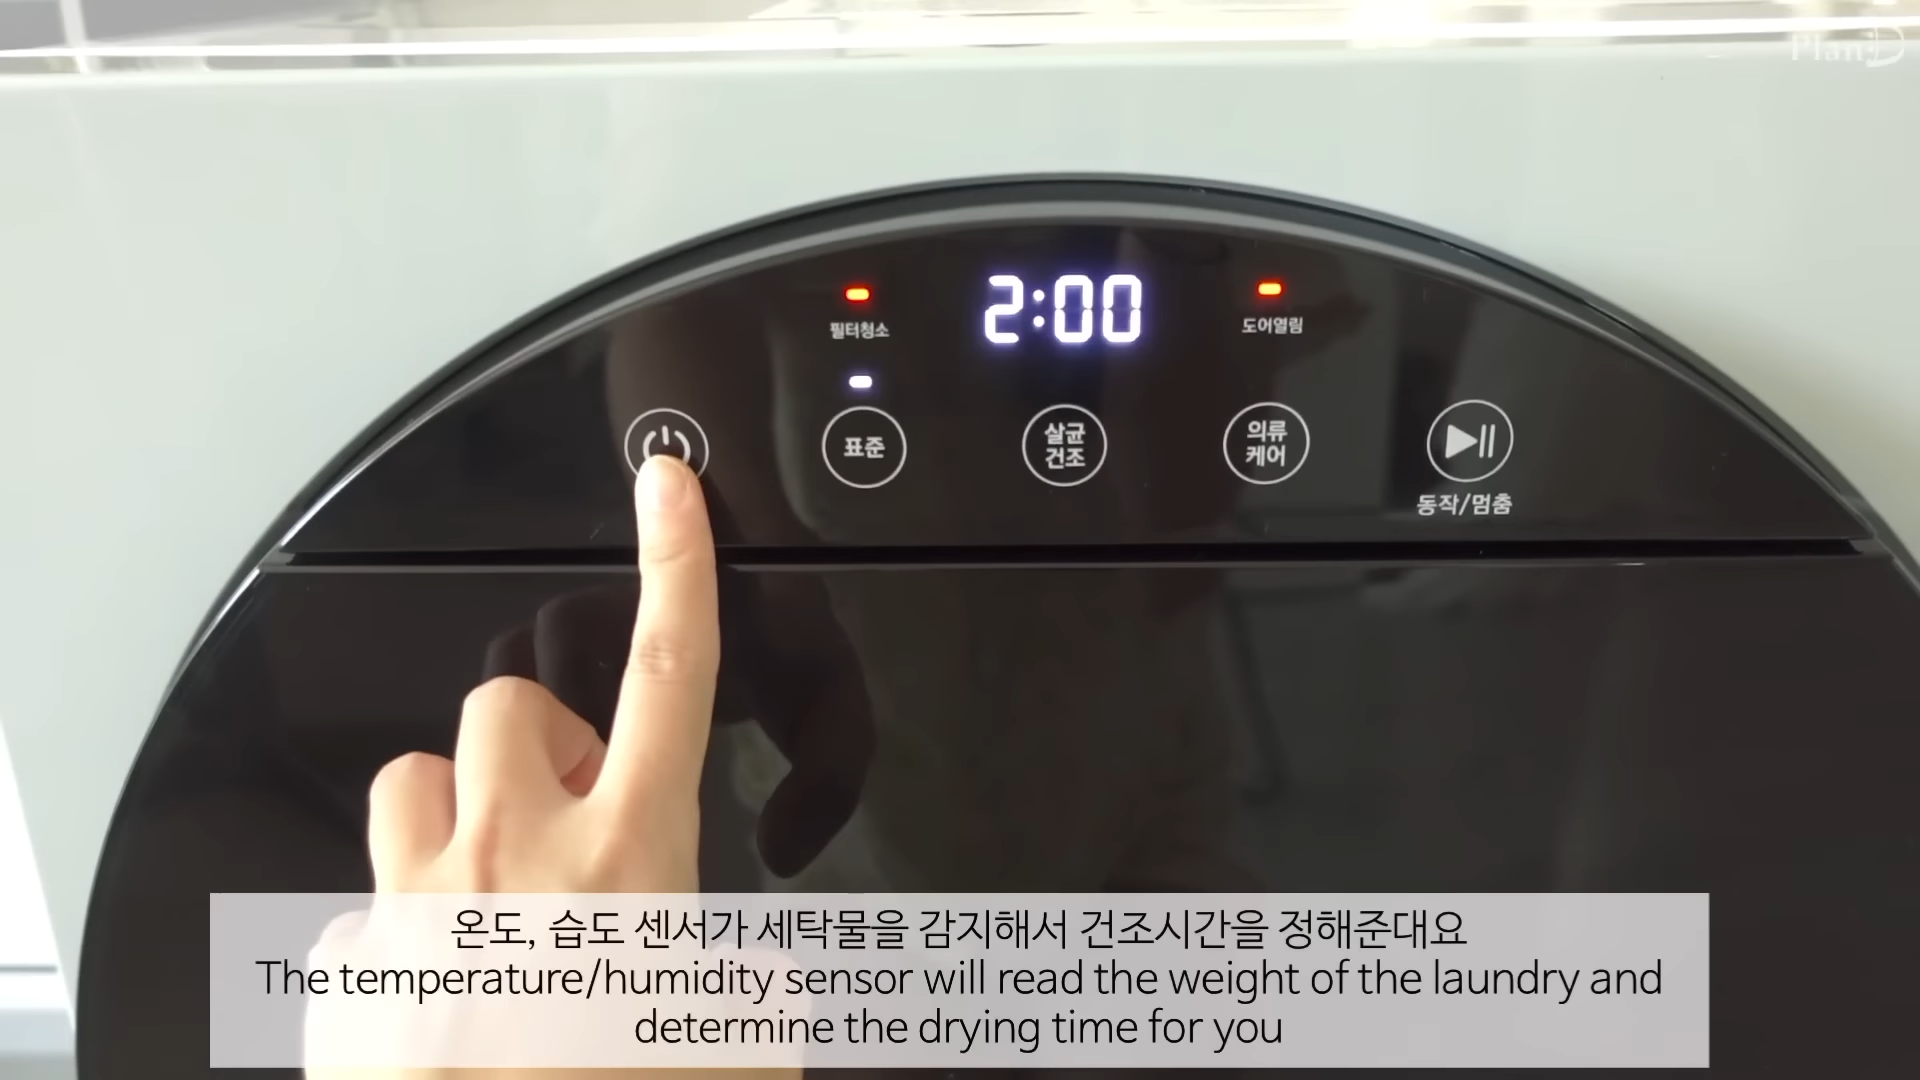 PlanD
2:00
필터청소
도어열림
표준
살균
건조
의류
케어
동작/멈춤
온도, 습도 센서가 세탁물을 감지해서 건조시간을 정해준대요
The temperature/humidity sensor will read the weight of the laundry and
determine the drying time for you